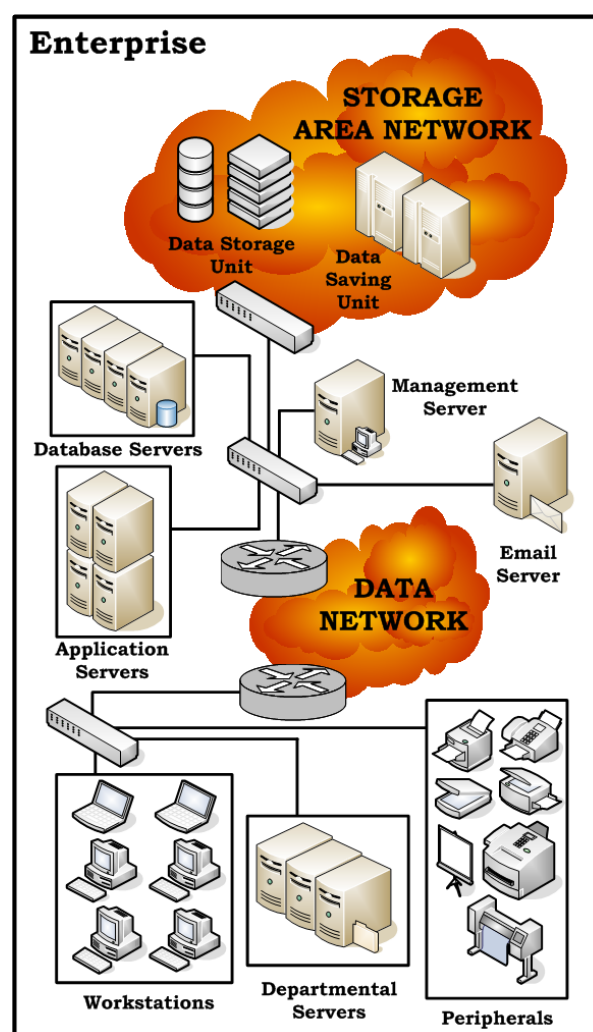 Enterprise
STORAGE
AREA NETWORK
Data Storage
Unit
Data
Saving
Unit
Management
Server
Database Servers
Email
Server
DATA
NETWORK
Application
Servers
Workstations
Departmental
Servers
Peripherals